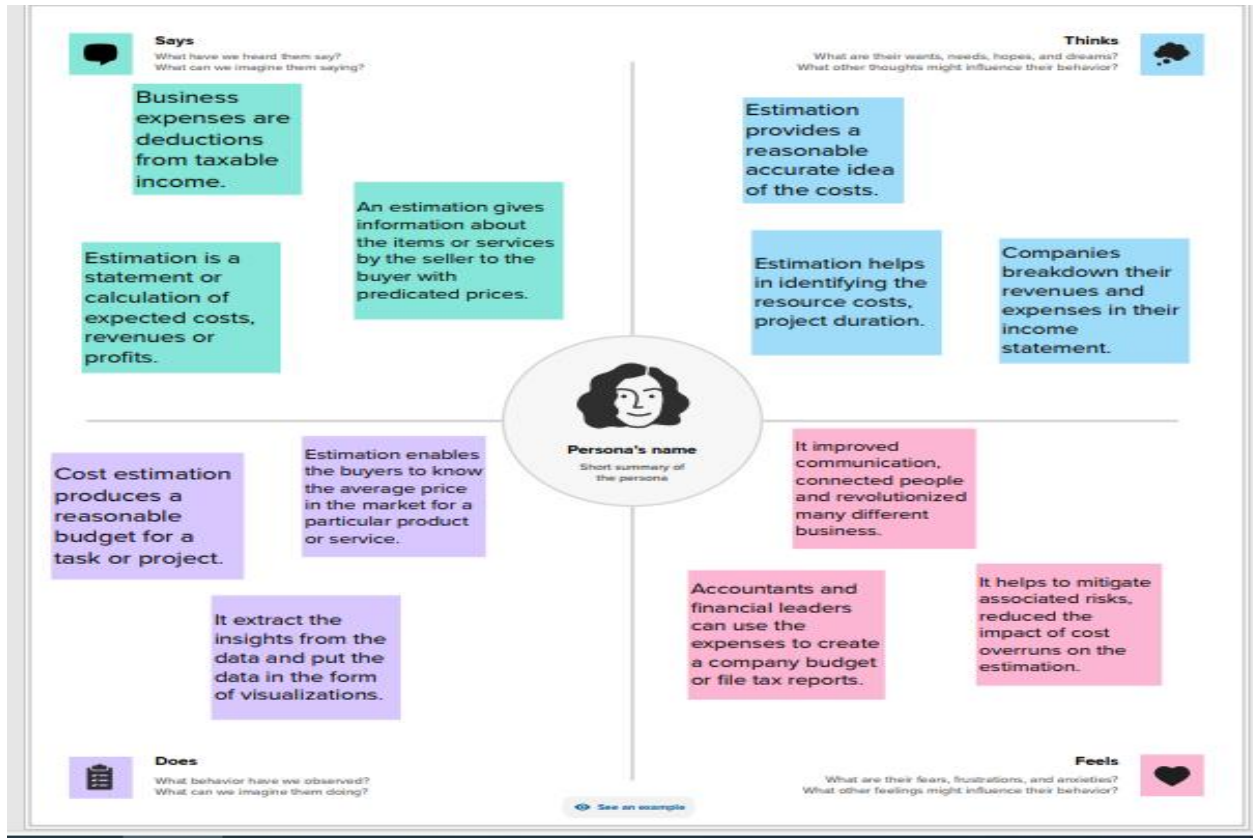 Says
What have we heard them say?
What can we imagine them saying?
Business
expenses are
deductions
from taxable
income.
An estimation gives
information about
the items or services
by the seller to the
buyer with
predicated prices.
Estimation is a
statement or
calculation of
expected costs,
revenues or
profits.
Thinks
What are their wants, needs, hopes, and dreams?
What other thoughts might influence their behavior?
Estimation
provides a
reasonable
accurate idea
of the costs.
Estimation helps
in identifying the
resource costs,
project duration.
Companies
breakdown their
revenues and
expenses in their
income
statement.
Persona's name
Short summary of
the persona
Cost estimation
produces a
reasonable
budget for a
task or project.
Estimation enables
the buyers to know
the average price
in the market for a
particular product
or service.
It extract the
insights from the
data and put the
data in the form
of visualizations.
Does
What behavior have we observed?
What can we imagine them doing?
It improved
communication,
connected people
and revolutionized
many different
business.
Accountants and
financial leaders
can use the
expenses to create
a company budget
or file tax reports.
It helps to mitigate
associated risks,
reduced the
impact of cost
overruns on the
estimation.
Feels
What are their fears, frustrations, and anxieties?
What other feelings might influence their behavior?
See an example